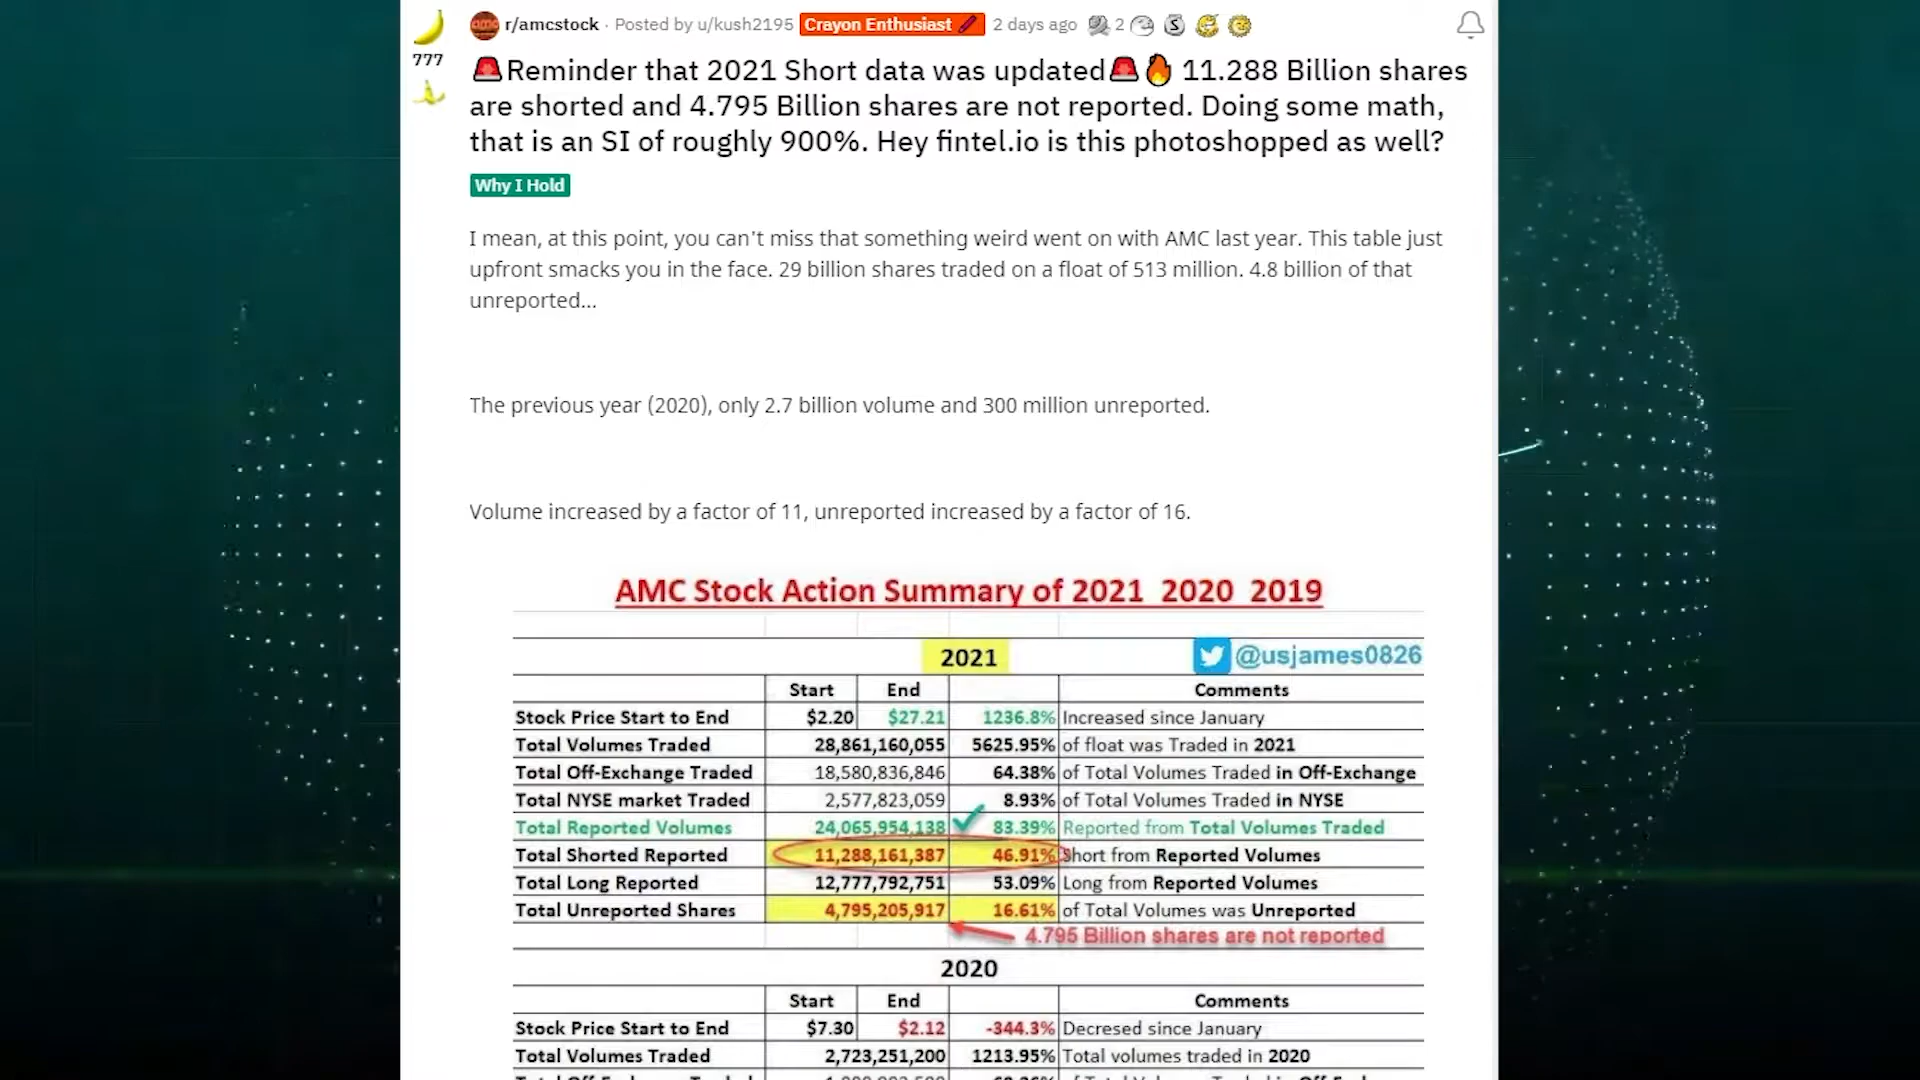 r/amcstock · Posted by u/kush2195 Crayon Enthusiast 2 days ago 2
777
Reminder that 2021 Short data was updated 11.288 Billion shares
are shorted and 4.795 Billion shares are not reported. Doing some math,
that is an SI of roughly 900%. Hey fintel.io is this photoshopped as well?
Why I Hold
I mean, at this point, you can't miss that something weird went on with AMC last year. This table just
upfront smacks you in the face. 29 billion shares traded on a float of 513 million. 4.8 billion of that
unreported...
The previous year (2020), only 2.7 billion volume and 300 million unreported.
Volume increased by a factor of 11, unreported increased by a factor of 16.
AMC Stock Action Summary of 2021 2020 2019
2021 @usjames0826
Start End Comments
Stock Price Start to End $2.20 $27.21 1236.8% Increased since January
Total Volumes Traded 28,861,160,055 5625.95% of float was Traded in 2021
Total Off-Exchange Traded 18,580,836,846 64.38% of Total Volumes Traded in Off-Exchange
Total NYSE market Traded 2,577,823,059 8.93% of Total Volumes Traded in NYSE
Total Reported Volumes 24,065,954,138 83.39% Reported from Total Volumes Traded
Total Shorted Reported 11,288,161,387 46.91% Short from Reported Volumes
Total Long Reported 12,777,792,751 53.09% Long from Reported Volumes
Total Unreported Shares 4,795,205,917 16.61% of Total Volumes was Unreported
4.795 Billion shares are not reported
2020
Start End Comments
Stock Price Start to End $7.30 $2.12 -344.3% Decresed since January
Total Volumes Traded 2,723,251,200 1213.95% Total volumes traded in 2020